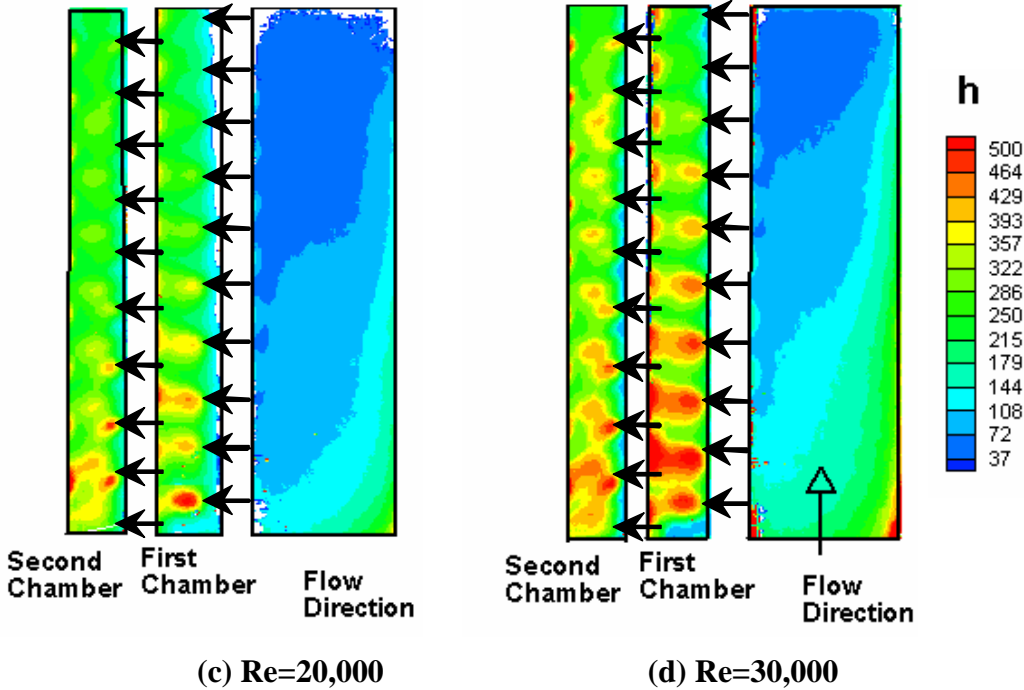 h
500
464
429
393
357
322
286
250
215
179
144
108
72
37
Second
Chamber
First
Chamber
Flow
Direction
Second
Chamber
First
Chamber
Flow
Direction
(c) Re=20,000
(d) Re=30,000